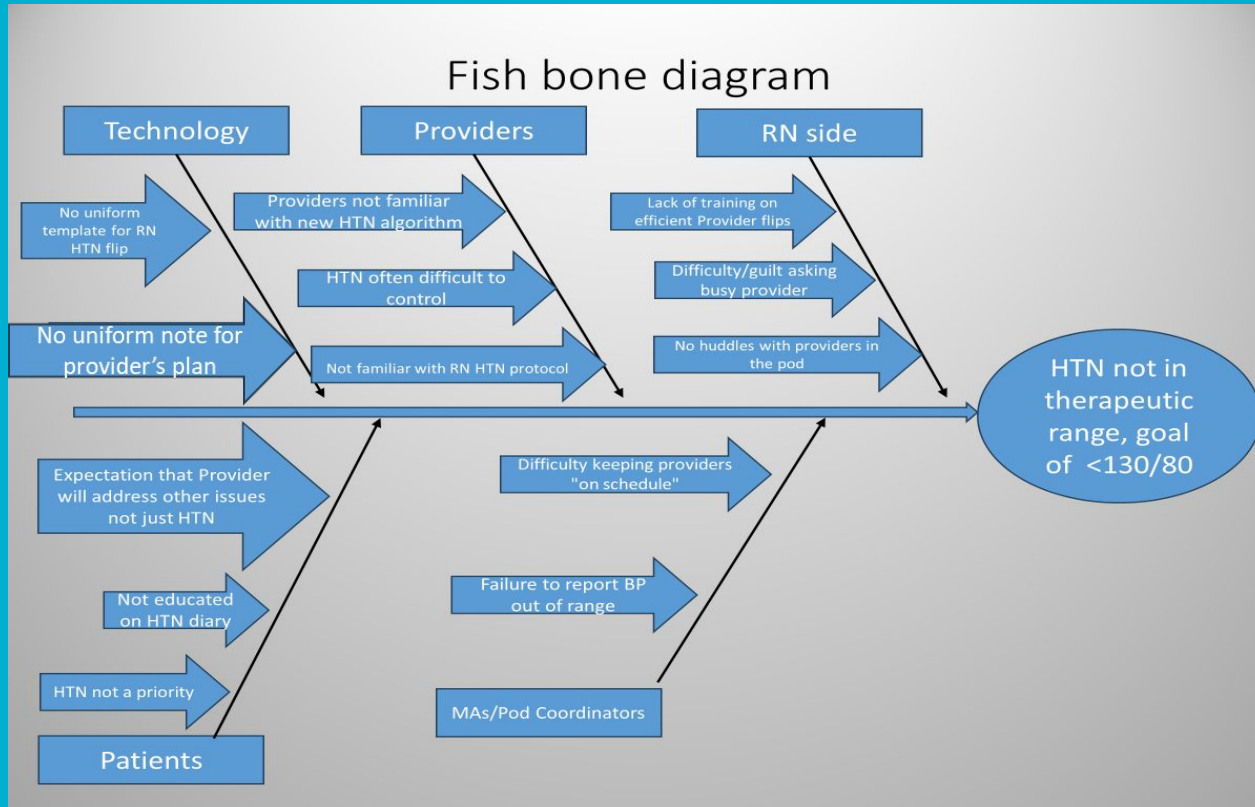 Fish bone diagram
Technology
Providers
RN side
No uniform
template for RN
HTN flip
No uniform note for
provider’s plan
Providers not familiar
with new HTN algorithm
HTN often difficult to
control
Not familiar with RN HTN protocol
Lack of training on
efficient Provider flips
Difficulty/guilt asking
busy provider
No huddles with providers in
the pod
HTN not in
therapeutic
range, goal
of <130/80
Expectation that Provider
will address other issues
not just HTN
Not educated
on HTN diary
HTN not a priority
Patients
Difficulty keeping providers
"on schedule"
Failure to report BP
out of range
MAs/Pod Coordinators